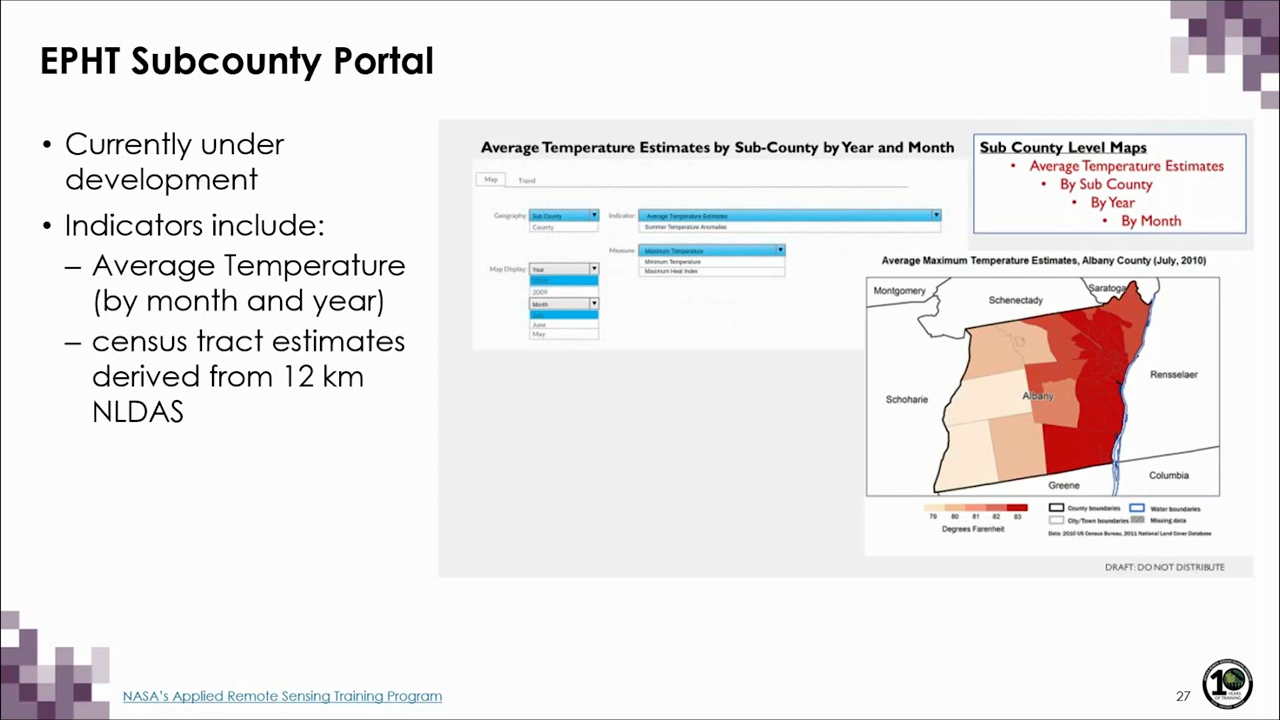 EPHT Subcounty Portal
• Currently under
development
• Indicators include:
– Average Temperature
(by month and year)
– census tract estimates
derived from 12 km
NLDAS
Average Temperature Estimates by Sub-County by Year and Month
Map Trend
Geography: Sub County
County
Indicator: Average Temperature Estimates
Summer Temperature Anomalies
Measure: Maximum Temperature
Minimum Temperature
Maximum Heat Index
Map Display: Year
2009
Month
July
June
May
Sub County Level Maps
• Average Temperature Estimates
• By Sub County
• By Year
• By Month
Average Maximum Temperature Estimates, Albany County (July, 2010)
Montgomery
Schenectady
Saratoga
Schoharie
Albany
Rensselaer
Greene
Columbia
79 80 81 82 83
Degrees Farenheit
County boundaries
Water boundaries
City/Town boundaries
Missing data
Data: 2010 US Census Bureau, 2011 National Land Cover Database
DRAFT: DO NOT DISTRIBUTE
NASA's Applied Remote Sensing Training Program
27
10
YEARS
OF TRAINING